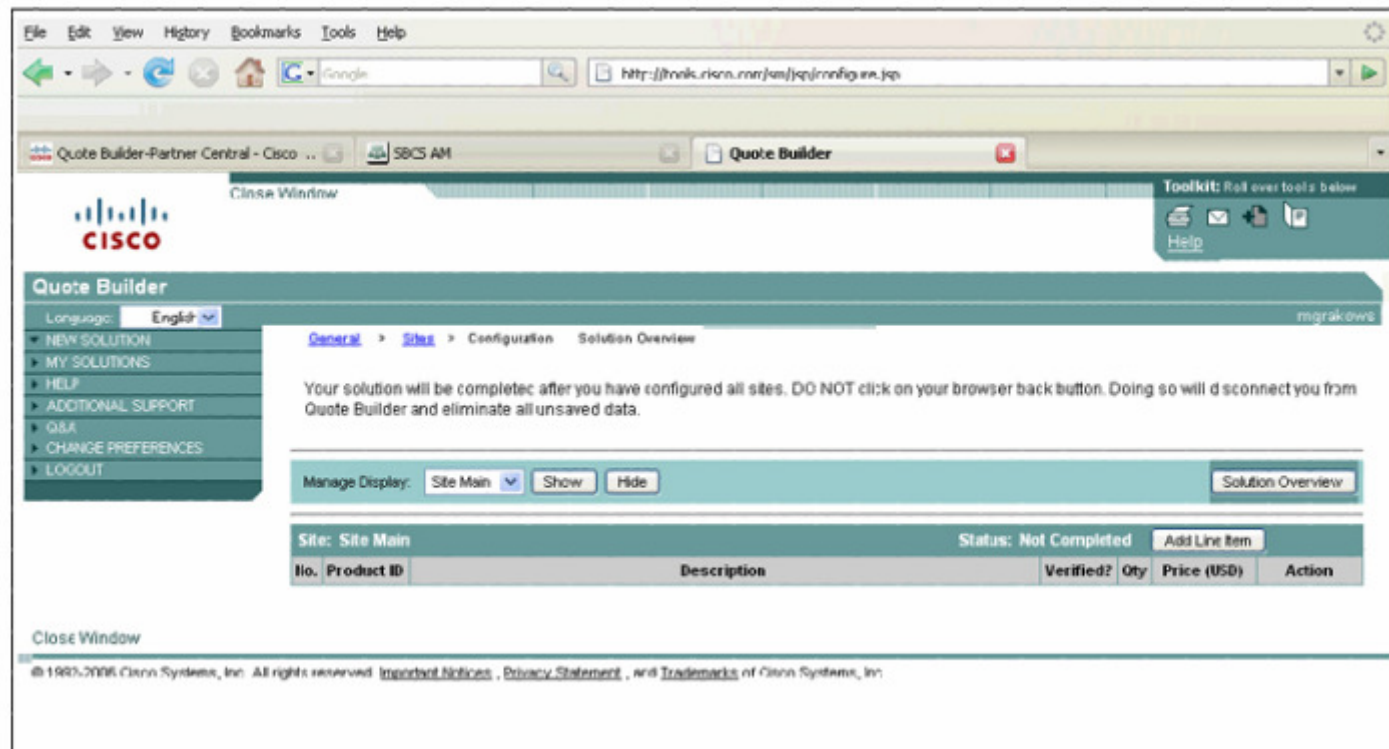 File Edit View History Bookmarks Tools Help
Google http://tools.cisco.com/sm/jsp/configure.jsp
Quote Builder-Partner Central - Cisco .. SBCS AM Quote Builder
Close Window
Toolkit: Roll over tools below
CISCO
Help
Quote Builder
Language: English
mgrakows
NEW SOLUTION
MY SOLUTIONS
HELP
ADDITIONAL SUPPORT
Q&A
CHANGE PREFERENCES
LOGOUT
General > Sites > Configuration Solution Overview
Your solution will be completed after you have configured all sites. DO NOT click on your browser back button. Doing so will disconnect you from
Quote Builder and eliminate all unsaved data.
Manage Display: Site Main Show Hide Solution Overview
Site: Site Main Status: Not Completed Add Line Item
No. Product ID Description Verified? Qty Price (USD) Action
Close Window
© 1992-2006 Cisco Systems, Inc. All rights reserved. Important Notices , Privacy Statement , and Trademarks of Cisco Systems, Inc.